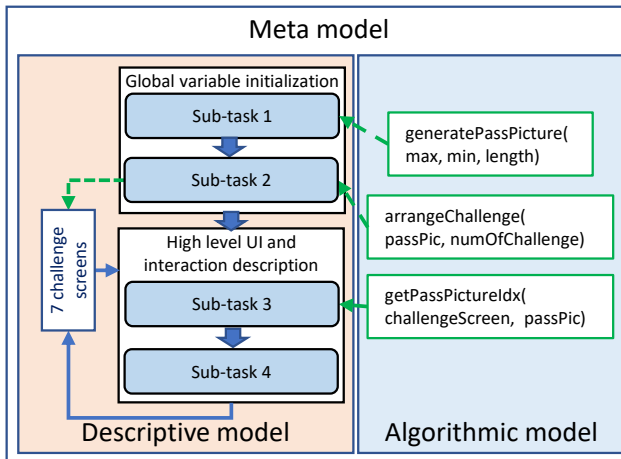 Meta model
Global variable initialization
Sub-task 1
Sub-task 2
7 challenge
screens
High level UI and
interaction description
Sub-task 3
Sub-task 4
Descriptive model
generatePassPicture(
max, min, length)
arrangeChallenge(
passPic, numOfChallenge)
getPassPictureIdx(
challengeScreen, passPic)
Algorithmic model